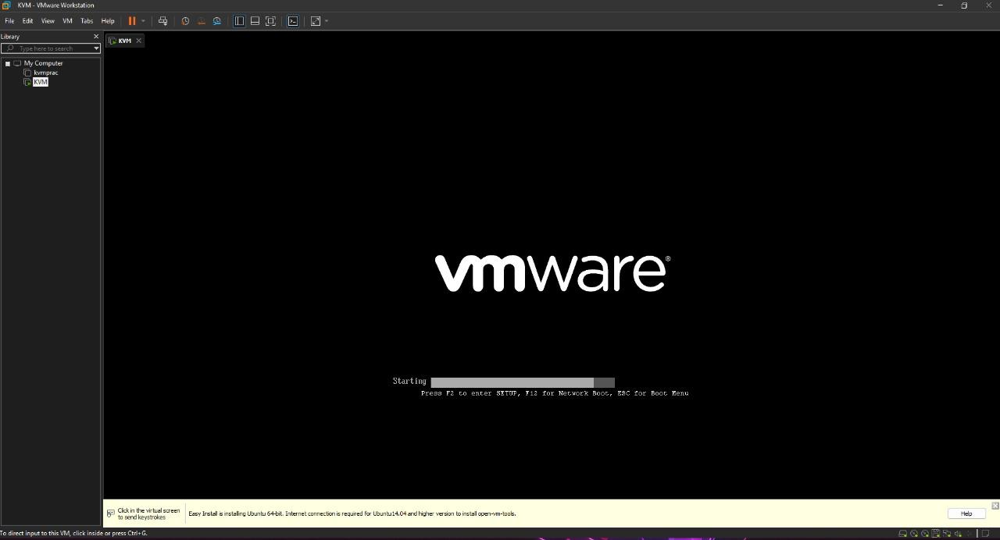 KVM - VMware Workstation
File Edit View VM Tabs Help
Library
Type here to search
My Computer
kvmprac
KVM
KVM
vmware®
Starting
Press F2 to enter SETUP, F12 for Network Boot, ESC for Boot Menu
Click in the virtual screen
to send keystrokes
Easy Install is installing Ubuntu 64-bit. Internet connection is required for Ubuntu14.04 and higher version to install open-vm-tools.
Help
To direct input to this VM, click inside or press Ctrl+G.